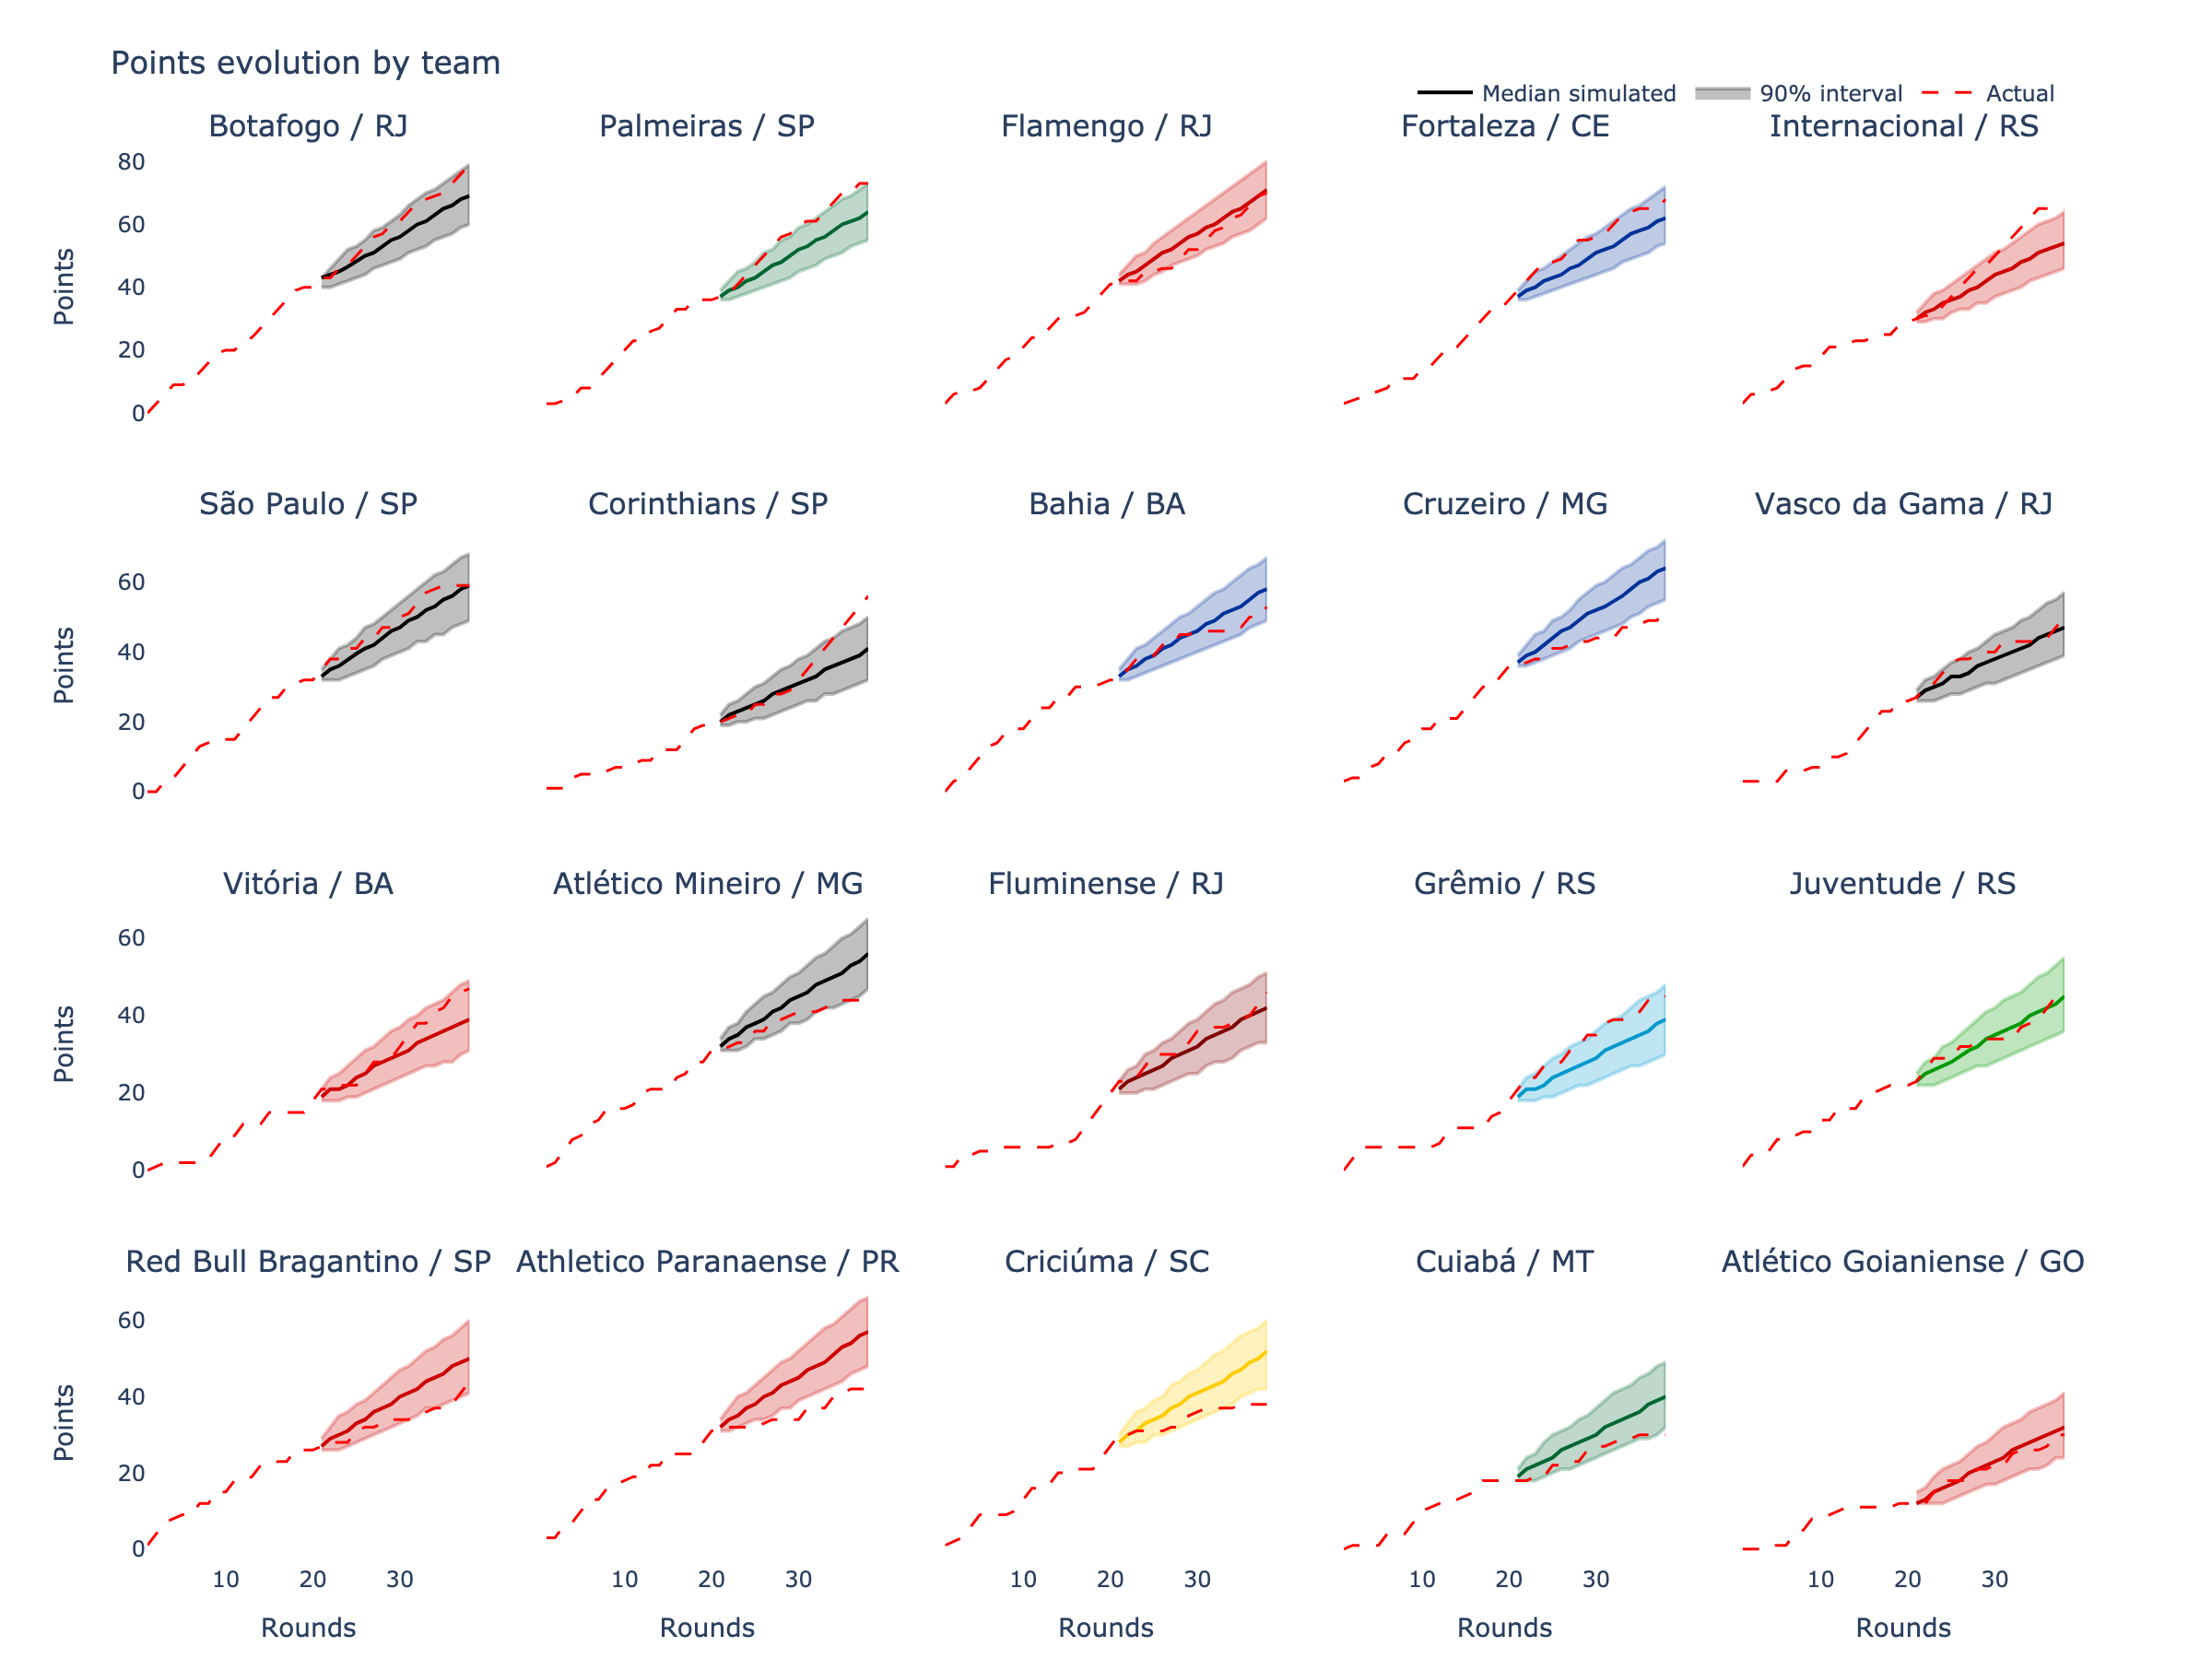 Points evolution by team
Median simulated 90% interval Actual
Botafogo / RJ Palmeiras / SP Flamengo / RJ Fortaleza / CE Internacional / RS
80
60
40
20
0
Points
São Paulo / SP Corinthians / SP Bahia / BA Cruzeiro / MG Vasco da Gama / RJ
60
40
20
0
Points
Vitória / BA Atlético Mineiro / MG Fluminense / RJ Grêmio / RS Juventude / RS
60
40
20
0
Points
Red Bull Bragantino / SP Athletico Paranaense / PR Criciúma / SC Cuiabá / MT Atlético Goianiense / GO
60
40
20
0
Points
10 20 30 10 20 30 10 20 30 10 20 30 10 20 30
Rounds Rounds Rounds Rounds Rounds